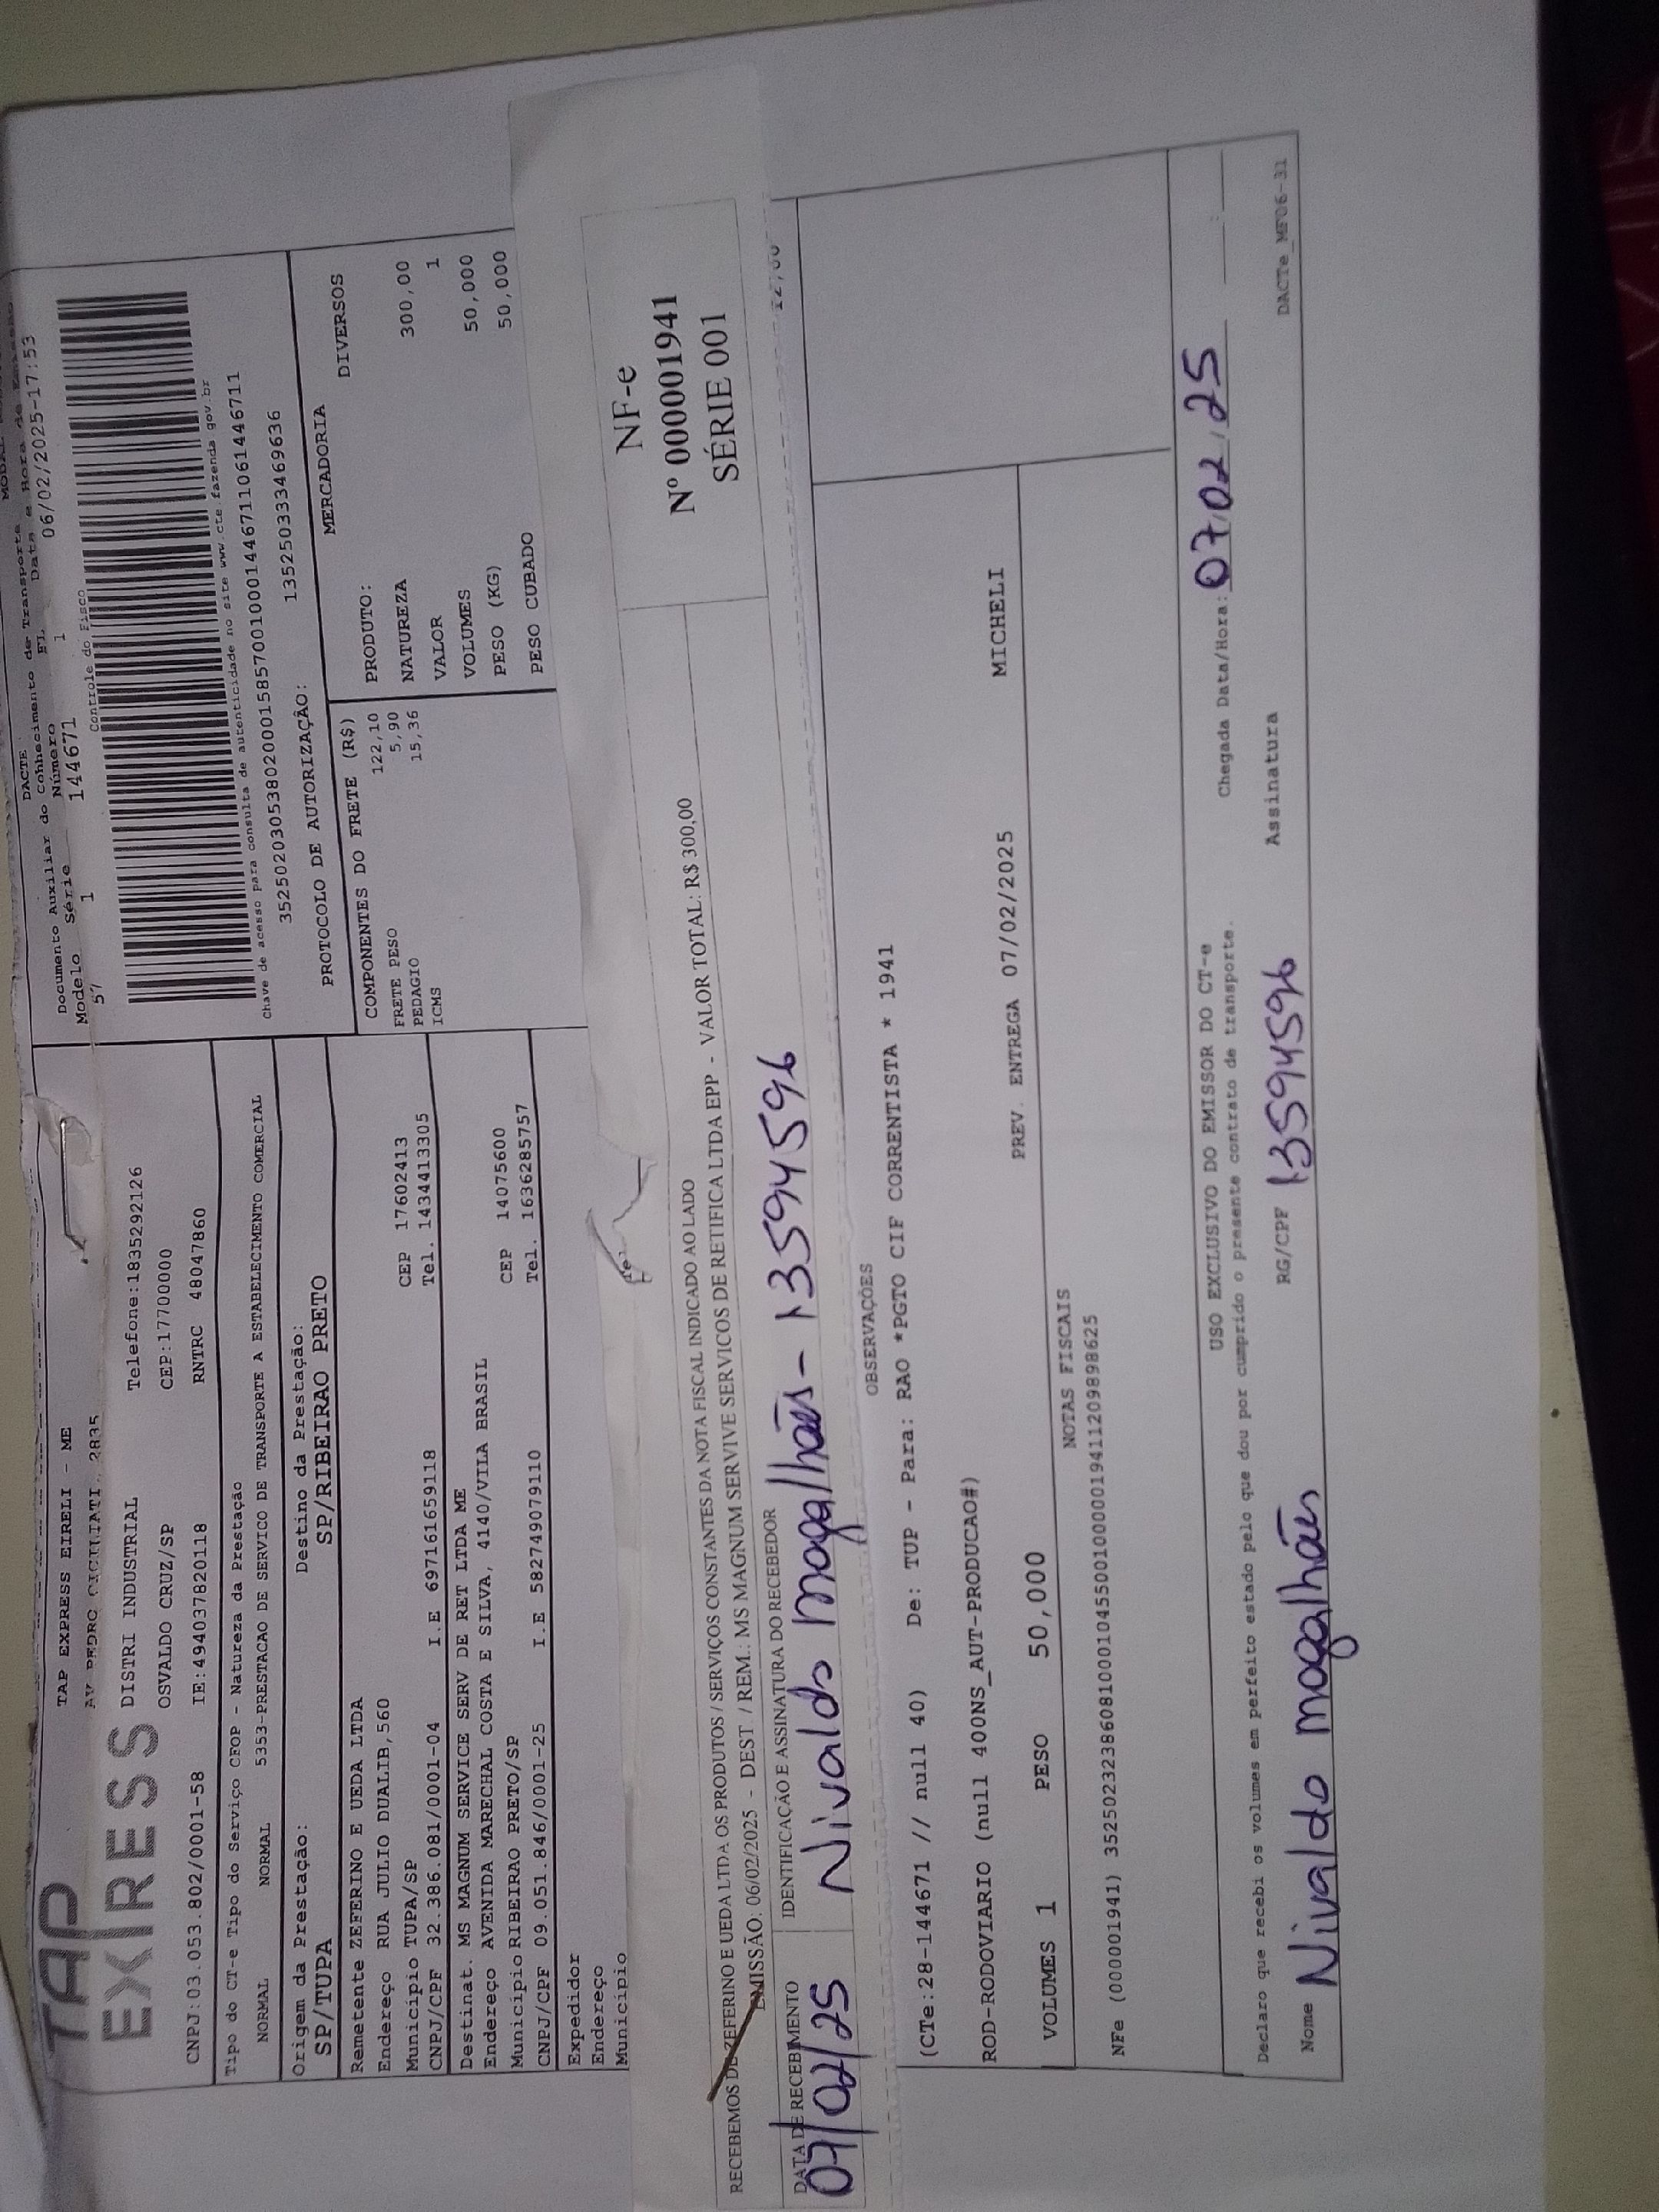 DACTE
Documento Auxiliar do Conhecimento de Transporte
Modelo Série Número FL Data e Hora de Emissão
57 1 144671 1 06/02/2025-17:53
Controle do Fisco
Chave de acesso para consulta de autenticidade no site www.cte.fazenda.gov.br
35250203053802000158570010001446711061446711
PROTOCOLO DE AUTORIZAÇÃO: 135250333469636
TAP
EXPRESS
TAP EXPRESS EIRELI - ME
AV PEDRO CICILIATI, 2835
DISTRI INDUSTRIAL Telefone:1835292126
OSVALDO CRUZ/SP CEP:17700000
CNPJ:03.053.802/0001-58 IE:494037820118 RNTRC 48047860
Tipo do CT-e Tipo do Serviço CFOP - Natureza da Prestação
NORMAL NORMAL 5353-PRESTACAO DE SERVICO DE TRANSPORTE A ESTABELECIMENTO COMERCIAL
Origem da Prestação: Destino da Prestação:
SP/TUPA SP/RIBEIRAO PRETO
Remetente ZEFERINO E UEDA LTDA
Endereço RUA JULIO DUALIB,560
Município TUPA/SP CEP 17602413
CNPJ/CPF 32.386.081/0001-04 I.E 697161659118 Tel. 1434413305
Destinat. MS MAGNUM SERVICE SERV DE RET LTDA ME
Endereço AVENIDA MARECHAL COSTA E SILVA, 4140/VILA BRASIL
Município RIBEIRAO PRETO/SP CEP 14075600
CNPJ/CPF 09.051.846/0001-25 I.E 582749079110 Tel. 1636285757
Expedidor
Endereço
Município
COMPONENTES DO FRETE (R$)
FRETE PESO 122,10
PEDAGIO 5,90
ICMS 15,36
MERCADORIA
PRODUTO: DIVERSOS
NATUREZA
VALOR 300,00
VOLUMES 1
PESO (KG) 50,000
PESO CUBADO 50,000
RECEBEMOS DE ZEFERINO E UEDA LTDA OS PRODUTOS / SERVIÇOS CONSTANTES DA NOTA FISCAL INDICADO AO LADO
EMISSÃO: 06/02/2025 - DEST / REM.: MS MAGNUM SERVIVE SERVICOS DE RETIFICA LTDA EPP - VALOR TOTAL: R$ 300,00
NF-e
Nº 000001941
SÉRIE 001
DATA DE RECEBIMENTO IDENTIFICAÇÃO E ASSINATURA DO RECEBEDOR
07/02/25 Nivaldo magalhães - 13594596
OBSERVAÇÕES
(CTe:28-144671 // null 40) De: TUP - Para: RAO *PGTO CIF CORRENTISTA * 1941
ROD-RODOVIARIO (null 400NS_AUT-PRODUCAO#)
PREV. ENTREGA 07/02/2025 MICHELI
VOLUMES 1 PESO 50,000
NOTAS FISCAIS
NFe (000001941) 35250232386081000104550010000019411209898625
USO EXCLUSIVO DO EMISSOR DO CT-e
Declaro que recebi os volumes em perfeito estado pelo que dou por cumprido o presente contrato de transporte.
Chegada Data/Hora: 07/02/25
Nome Nivaldo magalhães RG/CPF 13594596 Assinatura
DACTe_MF06-31